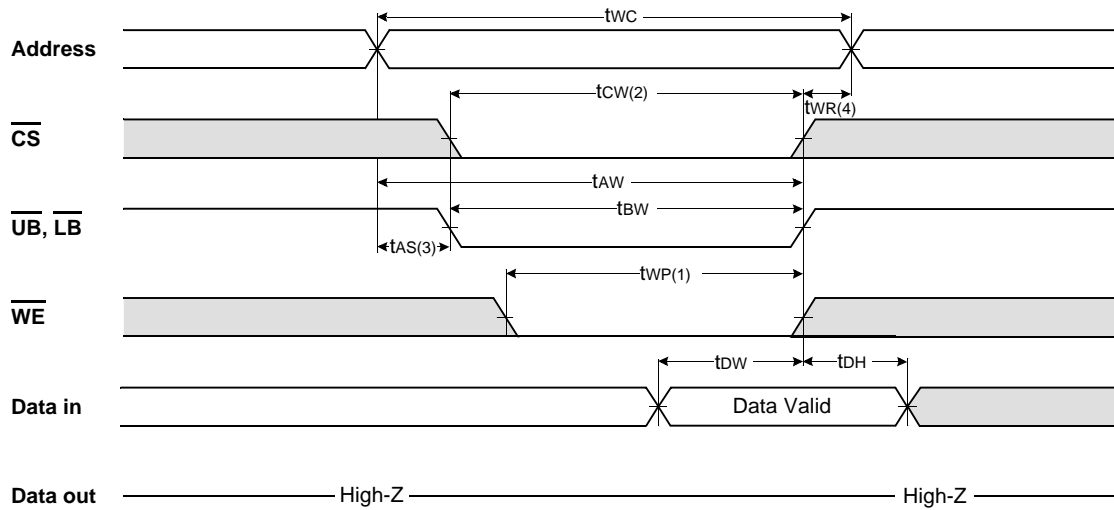 tWC
Address
tCW(2)
tWR(4)
CS
tAW
tBW
UB, LB
tAS(3)
tWP(1)
WE
tDW
tDH
Data in
Data Valid
Data out
High-Z
High-Z